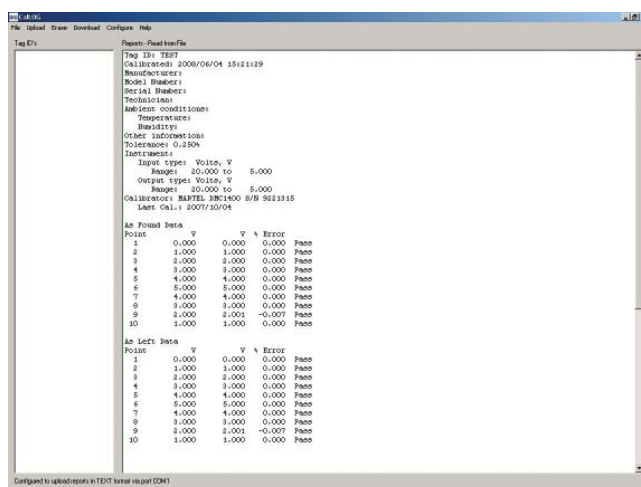 CalLOG
File Upload Erase Download Configure Help
Tag ID's
Reports - Read from File
Tag ID: TEST
Calibrated: 2008/06/04 15:21:29
Manufacturer:
Model Number:
Serial Number:
Technician:
Ambient conditions:
Temperature:
Humidity:
Other information:
Tolerance: 0.250%
Instrument:
Input type: Volts, V
Range: 20.000 to 5.000
Output type: Volts, V
Range: 20.000 to 5.000
Calibrator: MARTEL DMC1400 S/N 9221315
Last Cal.: 2007/10/04
As Found Data
Point V V % Error
1 0.000 0.000 0.000 Pass
2 1.000 1.000 0.000 Pass
3 2.000 2.000 0.000 Pass
4 3.000 3.000 0.000 Pass
5 4.000 4.000 0.000 Pass
6 5.000 5.000 0.000 Pass
7 4.000 4.000 0.000 Pass
8 3.000 3.000 0.000 Pass
9 2.000 2.001 -0.007 Pass
10 1.000 1.000 0.000 Pass
As Left Data
Point V V % Error
1 0.000 0.000 0.000 Pass
2 1.000 1.000 0.000 Pass
3 2.000 2.000 0.000 Pass
4 3.000 3.000 0.000 Pass
5 4.000 4.000 0.000 Pass
6 5.000 5.000 0.000 Pass
7 4.000 4.000 0.000 Pass
8 3.000 3.000 0.000 Pass
9 2.000 2.001 -0.007 Pass
10 1.000 1.000 0.000 Pass
Configured to upload reports in TEXT format via port COM1